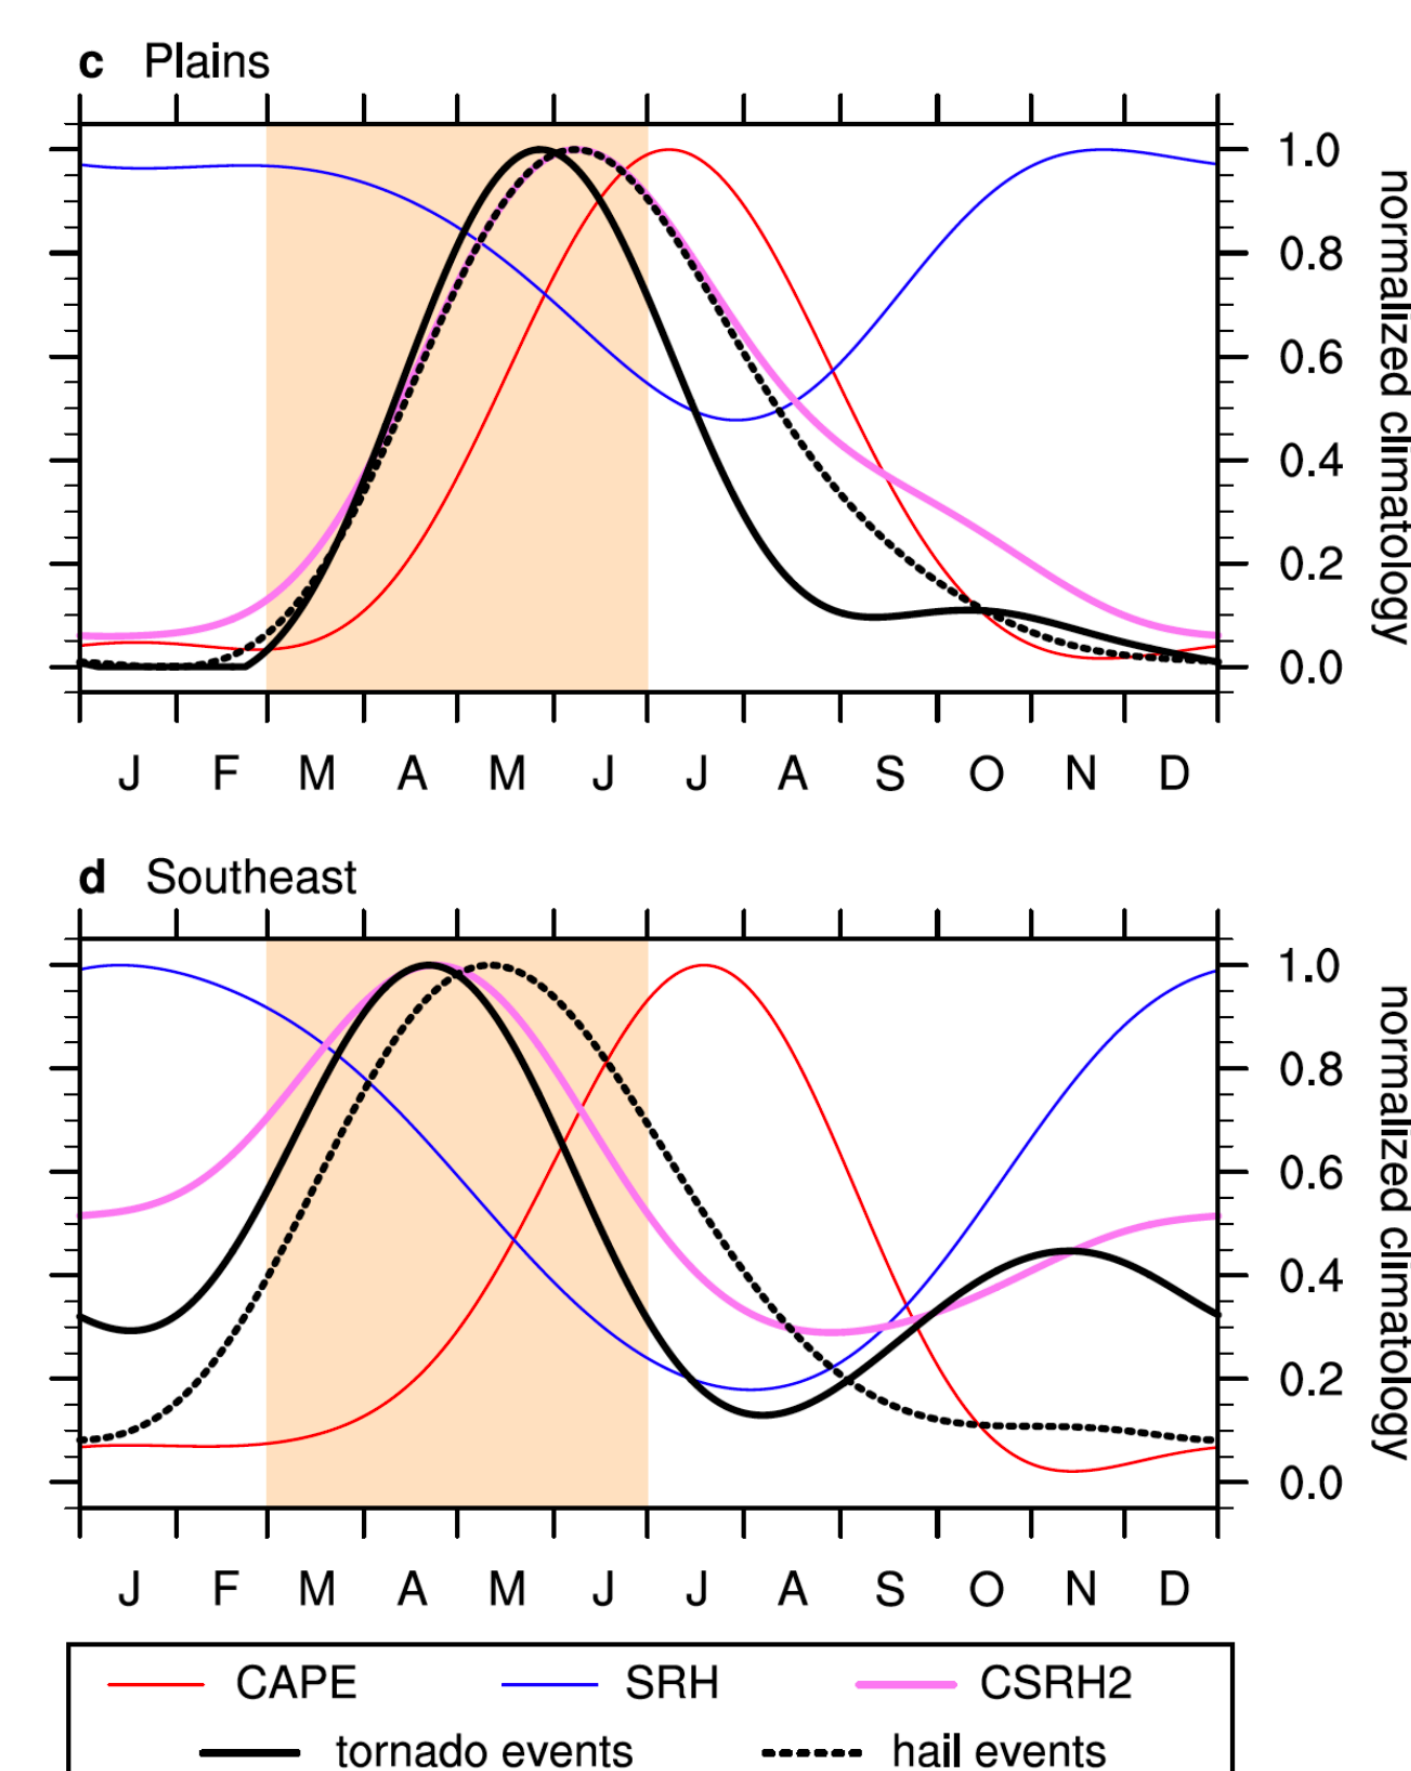 c Plains
1.0
0.8
0.6
0.4
0.2
0.0
normalized climatology
J F M A M J J A S O N D
d Southeast
1.0
0.8
0.6
0.4
0.2
0.0
normalized climatology
J F M A M J J A S O N D
CAPE SRH CSRH2
tornado events hail events